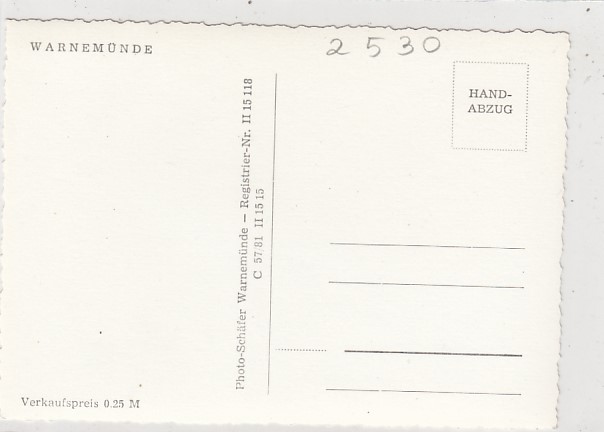 WARNEMÜNDE
2530
HAND-
ABZUG
Photo-Schäfer Warnemünde — Registrier-Nr. II 15 118
C 57/81 II 15 15
Verkaufspreis 0.25 M